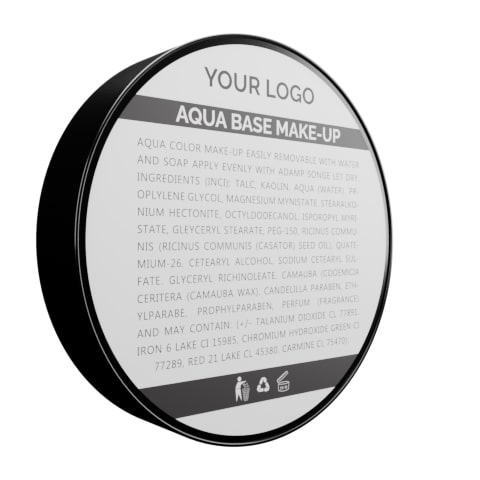 YOUR LOGO
AQUA BASE MAKE-UP
AQUA COLOR MAKE-UP EASILY REMOVABLE WITH WATER
AND SOAP APPLY EVENLY WITH ADAMP SONGE LET DRY.
INGREDIENTS (INCI): TALC, KAOLIN, AQUA (WATER) PR-
OPLYLENE GLYCOL, MAGNESIUM MYNISTATE, STEARALKO-
NIUM HECTONITE, OCTYLDODECANOL, ISPOROPYL MYRI
STATE, GLEYCERYL STEARATE, PEG-150, RICINUS COMMU
NIS (RICINUS COMMUNIS (CASATOR) SEED OIL), QUATE-
MIUM-26. CETEARYL ALCOHOL, SODIUM CETEARYL SUL-
FATE. GLYCERYL RICHINOLEATE. CAMAUBA (COOEMICIA
CERITERA (CAMAUBA WAX). CANDELILLA PARABEN, ETH-
YLPARABE, PROPHYLPARABEN, PERFUM (FRAGRANCE)
AND MAY CONTAIN: (+/- TALANIUM DIOXIDE CL 77891.
IRON 6 LAKE CI 15985, CHROMIUM HYDROXIDE GREEN CI
77289, RED 21 LAKE CL 45380, CARMINE CL 75470)